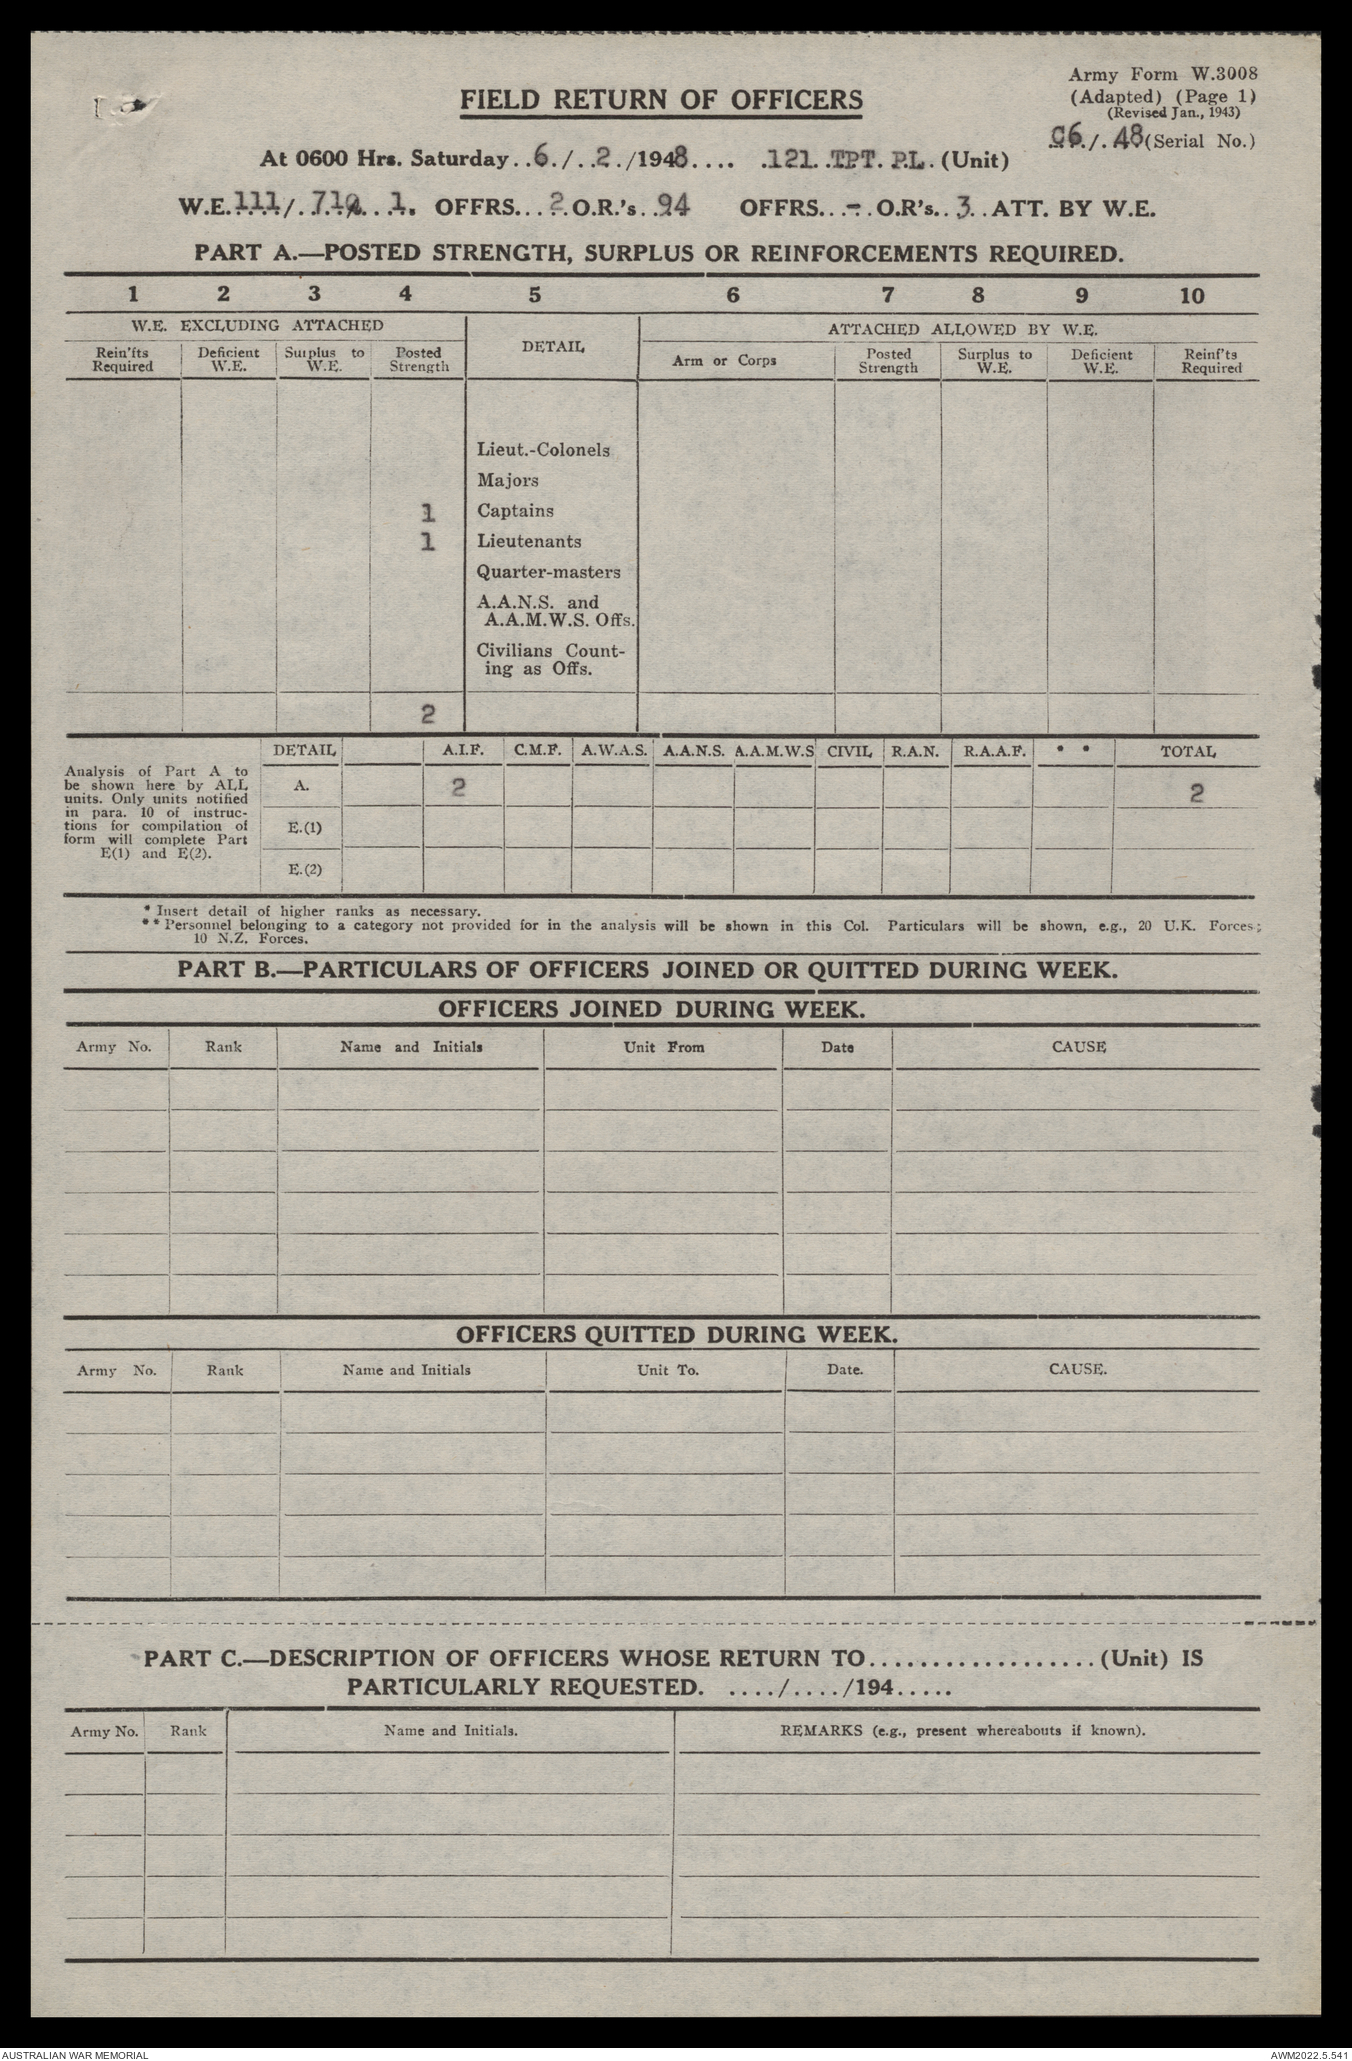 Army Form W.3008
FIELD RETURN OF OFFICERS
(Adapted) (Page 1)
(Revised Jan., 1943)
C6./. 48 (Serial No.)
At 0600 Hrs. Saturday . . 6. /. . 2. /1948 . . . . .121. .TPT. P.L. (Unit)
W.E. 111/ . . . 1. OFFRS. . . 2. O.R.'s . .94 OFFRS. . .-. . O.R's. . 3. . ATT. BY W.E.
PART A.—POSTED STRENGTH, SURPLUS OR REINFORCEMENTS REQUIRED.
1 2 3 4 5 6 7 8 9 10
W.E. EXCLUDING ATTACHED
DETAIL
ATTACHED ALLOWED BY W.E.
Rein'fts Required
Deficient W.E.
Surplus to W.E.
Posted Strength
Arm or Corps
Posted Strength
Surplus to W.E.
Deficient W.E.
Reinf'ts Required
Lieut.-Colonels
Majors
1 Captains
1 Lieutenants
Quarter-masters
A.A.N.S. and
A.A.M.W.S. Offs.
Civilians Count-
ing as Offs.
2
DETAIL A.I.F. C.M.F. A.W.A.S. A.A.N.S. A.A.M.W.S CIVIL R.A.N. R.A.A.F. * * TOTAL
Analysis of Part A to
be shown here by ALL
units. Only units notified
in para. 10 of instruc-
tions for compilation of
form will complete Part
E(1) and E(2).
A. 2 2
E.(1)
E.(2)
* Insert detail of higher ranks as necessary.
* * Personnel belonging to a category not provided for in the analysis will be shown in this Col. Particulars will be shown, e.g., 20 U.K. Forces;
10 N.Z. Forces.
PART B.—PARTICULARS OF OFFICERS JOINED OR QUITTED DURING WEEK.
OFFICERS JOINED DURING WEEK.
Army No. Rank Name and Initials Unit From Date CAUSE
OFFICERS QUITTED DURING WEEK.
Army No. Rank Name and Initials Unit To. Date. CAUSE.
PART C.—DESCRIPTION OF OFFICERS WHOSE RETURN TO . . . . . . . . . . . . . . . . . . (Unit) IS
PARTICULARLY REQUESTED. . . . ./. . . ./194. . . . .
Army No. Rank Name and Initials. REMARKS (e.g., present whereabouts if known).
AUSTRALIAN WAR MEMORIAL
AWM2022.5.541